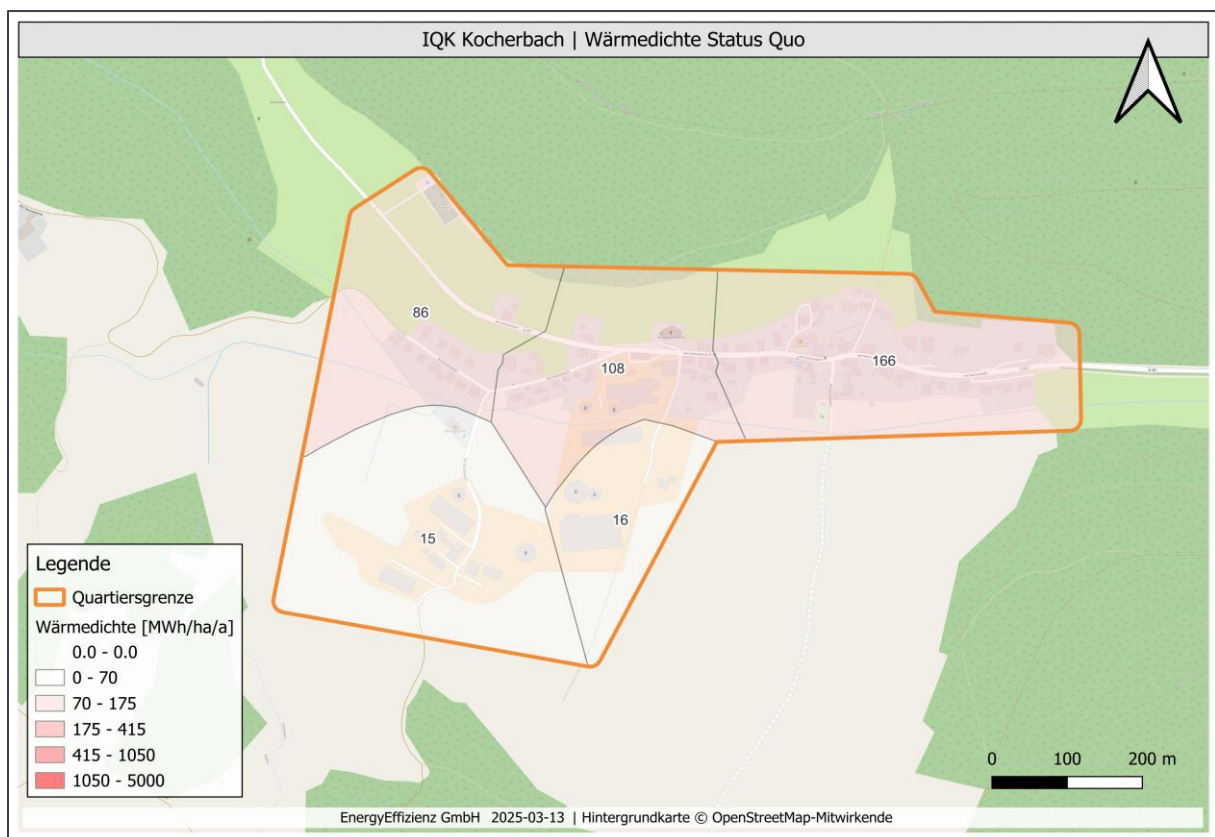 IQK Kocherbach | Wärmedichte Status Quo
86
108
166
15
16
Legende
Quartiersgrenze
Wärmedichte [MWh/ha/a]
0.0 - 0.0
0 - 70
70 - 175
175 - 415
415 - 1050
1050 - 5000
0 100 200 m
EnergyEffizienz GmbH 2025-03-13 | Hintergrundkarte © OpenStreetMap-Mitwirkende